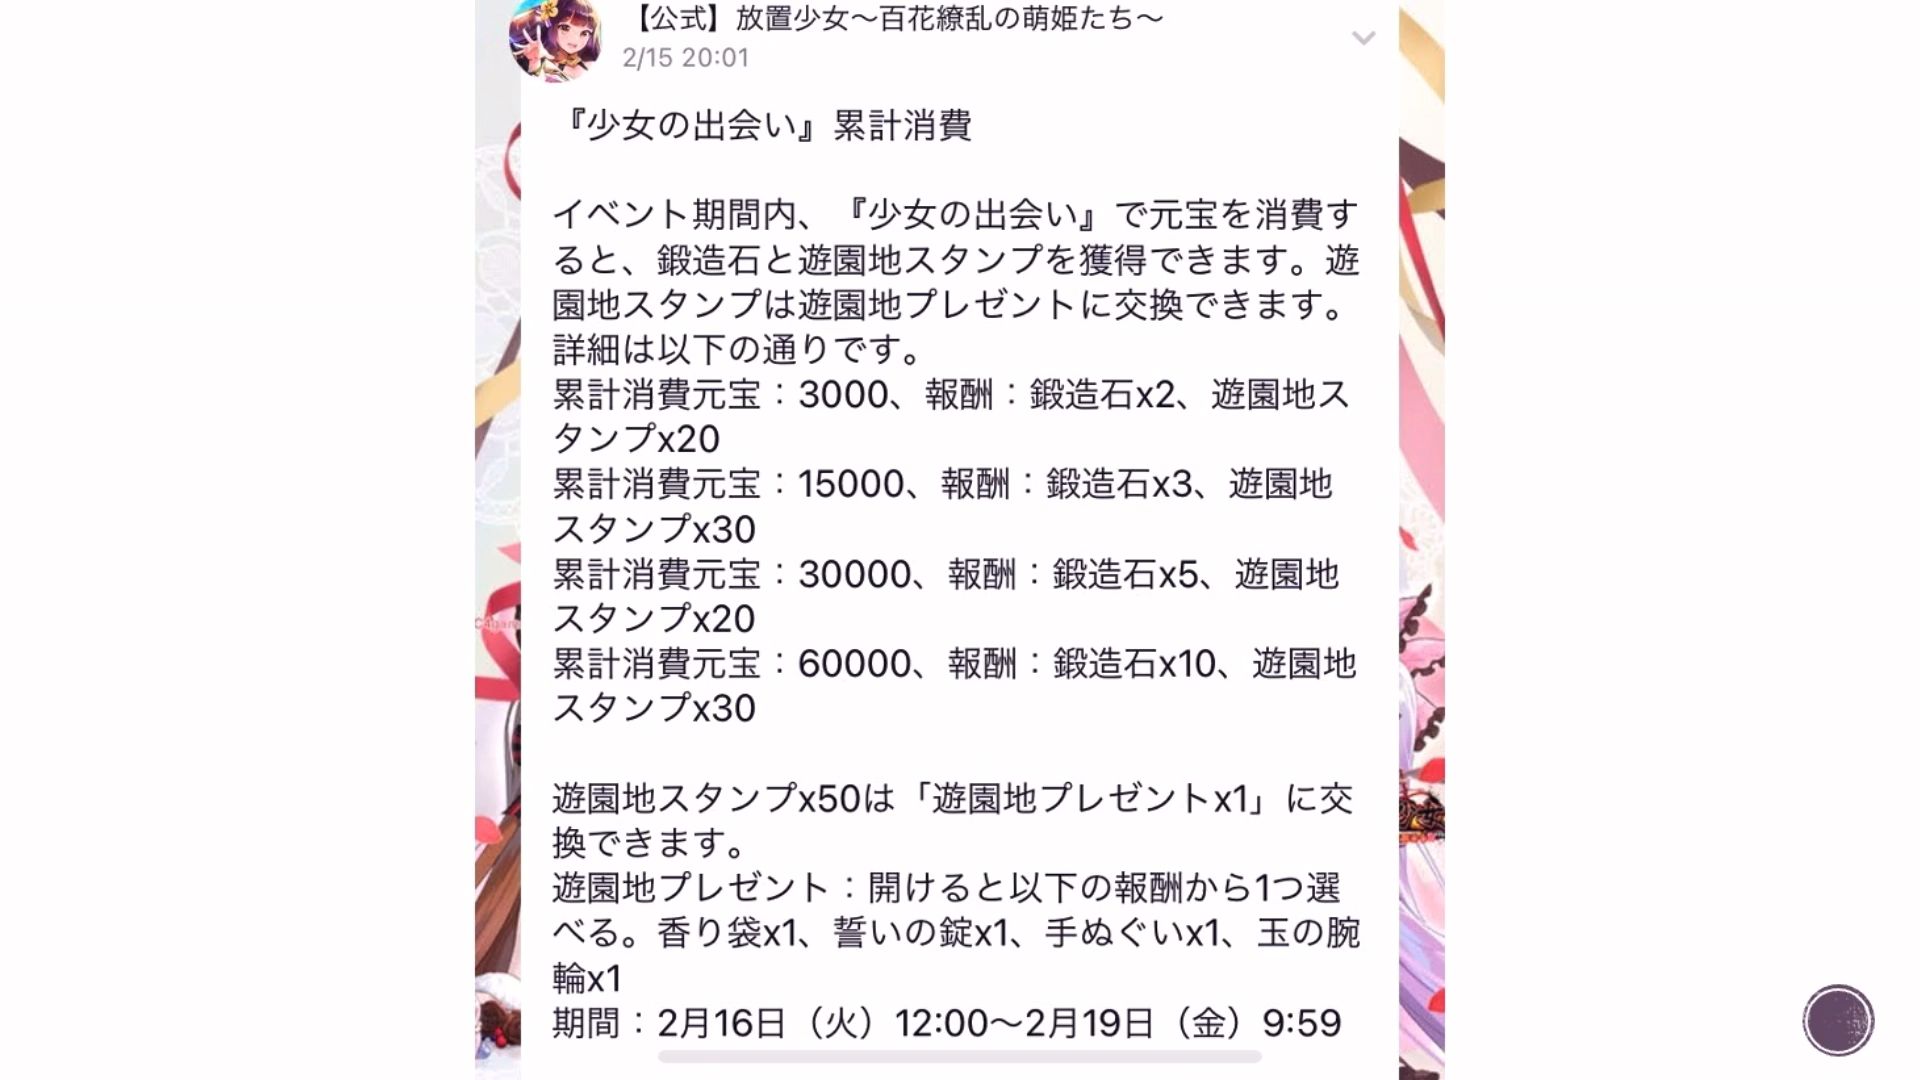 【公式】放置少女〜百花繚乱の萌姫たち〜
2/15 20:01
『少女の出会い』累計消費
イベント期間内、『少女の出会い』で元宝を消費す
ると、鍛造石と遊園地スタンプを獲得できます。遊
園地スタンプは遊園地プレゼントに交換できます。
詳細は以下の通りです。
累計消費元宝：3000、報酬：鍛造石x2、遊園地ス
タンプx20
累計消費元宝：15000、報酬：鍛造石x3、遊園地
スタンプx30
累計消費元宝：30000、報酬：鍛造石x5、遊園地
スタンプx20
累計消費元宝：60000、報酬：鍛造石x10、遊園地
スタンプx30
遊園地スタンプx50は「遊園地プレゼントx1」に交
換できます。
遊園地プレゼント：開けると以下の報酬から1つ選
べる。香り袋x1、誓いの錠x1、手ぬぐいx1、玉の腕
輪x1
期間：2月16日（火）12:00〜2月19日（金）9:59